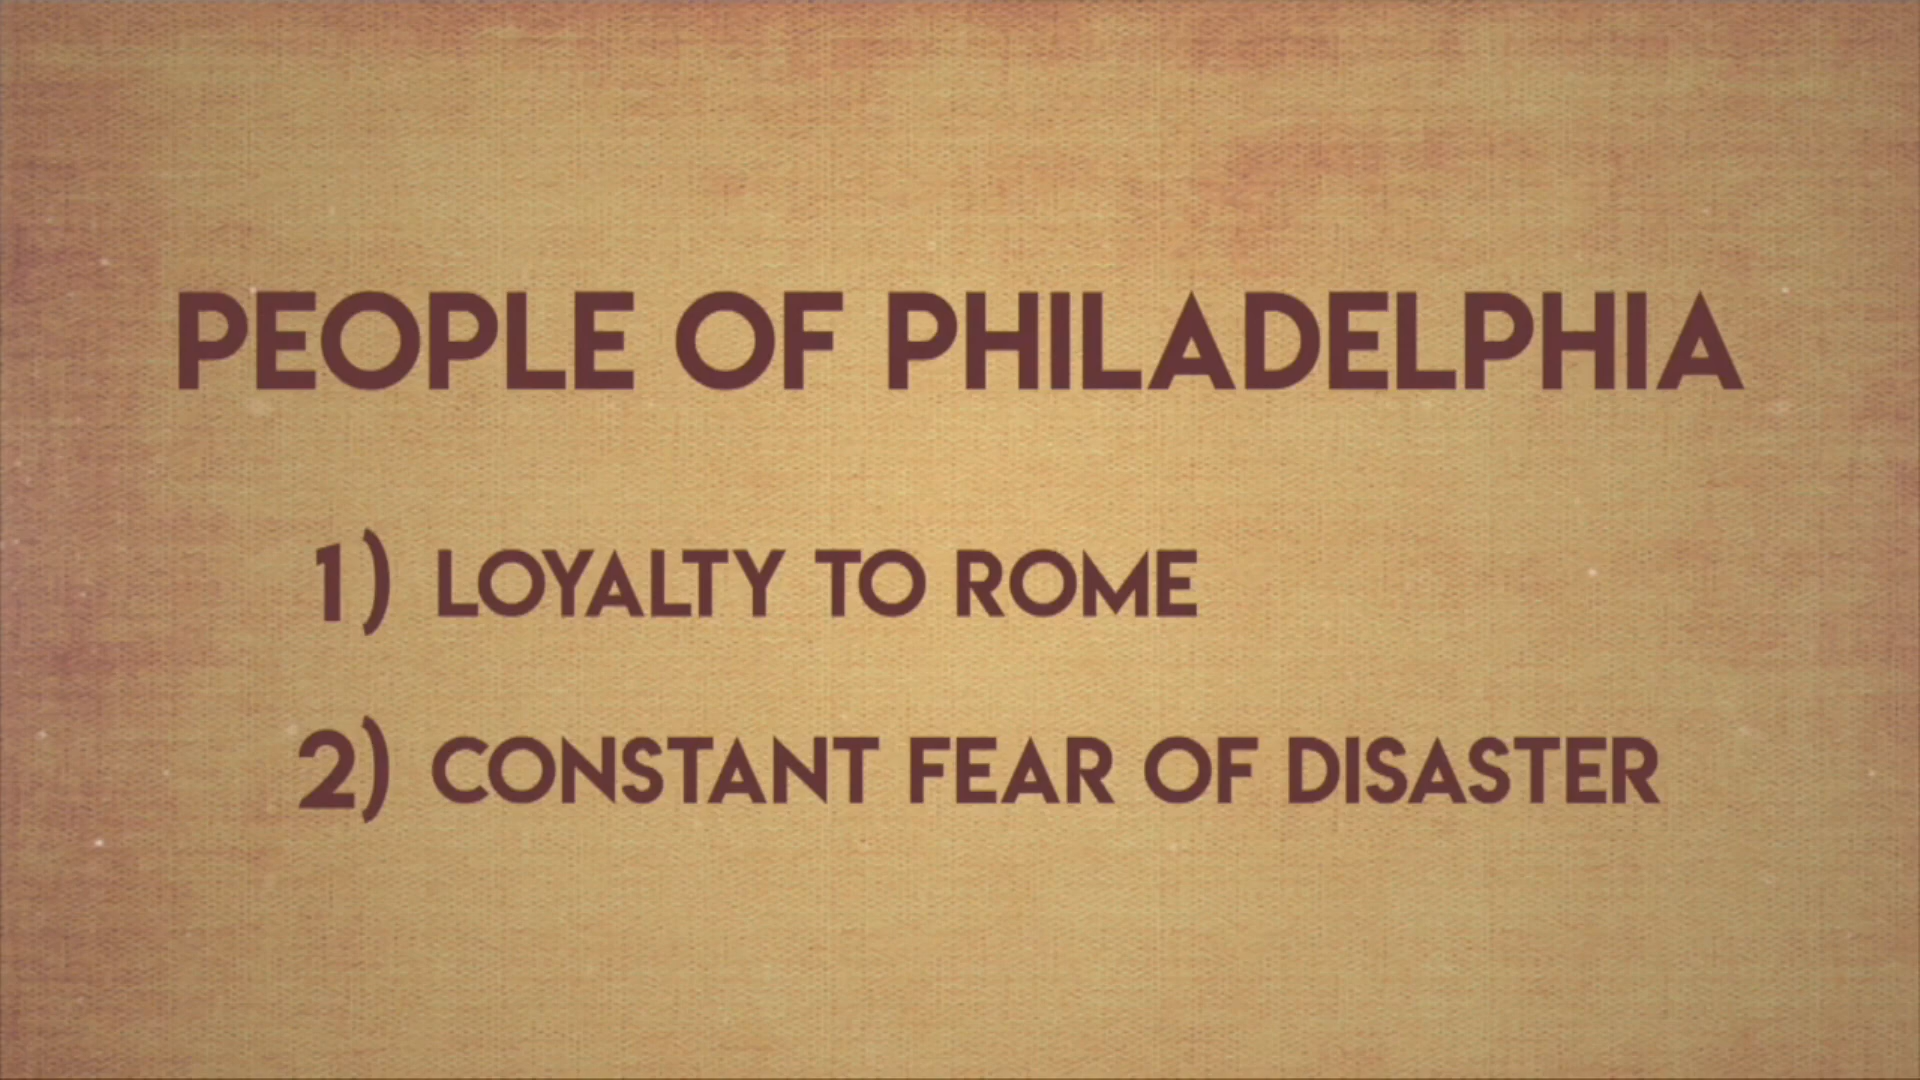 PEOPLE OF PHILADELPHIA
1) LOYALTY TO ROME
2) CONSTANT FEAR OF DISASTER